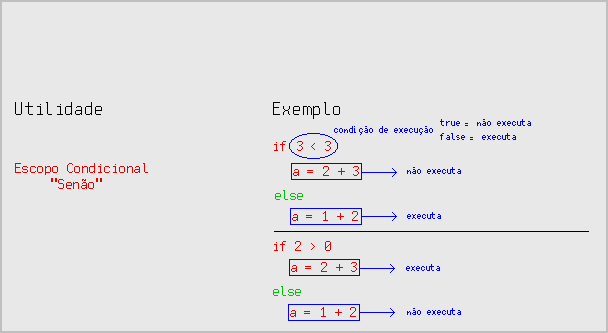 Utilidade
Exemplo
condição de execução
true = não executa
false = executa
if 3 < 3
Escopo Condicional
"Senão"
a = 2 + 3
não executa
else
a = 1 + 2
executa
if 2 > 0
a = 2 + 3
executa
else
a = 1 + 2
não executa